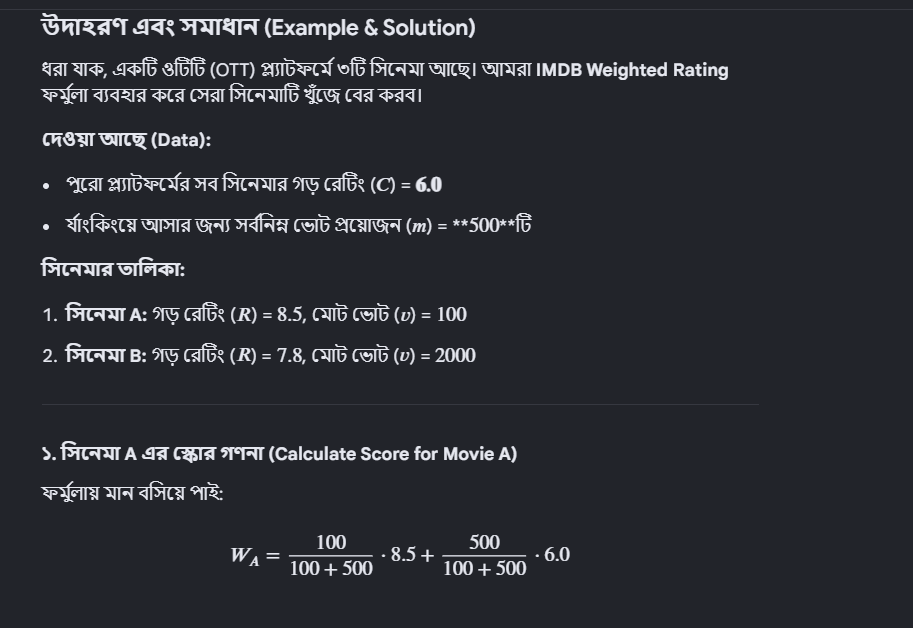 উদাহরণ এবং সমাধান (Example & Solution)
ধরা যাক, একটি ওটিটি (OTT) প্ল্যাটফর্মে ৩টি সিনেমা আছে। আমরা IMDB Weighted Rating
ফর্মুলা ব্যবহার করে সেরা সিনেমাটি খুঁজে বের করব।
দেওয়া আছে (Data):
• পুরো প্ল্যাটফর্মের সব সিনেমার গড় রেটিং (C) = 6.0
• র্যাংকিংয়ে আসার জন্য সর্বনিম্ন ভোট প্রয়োজন (m) = **500**টি
সিনেমার তালিকা:
1. সিনেমা A: গড় রেটিং (R) = 8.5, মোট ভোট (v) = 100
2. সিনেমা B: গড় রেটিং (R) = 7.8, মোট ভোট (v) = 2000
১. সিনেমা A এর স্কোর গণনা (Calculate Score for Movie A)
ফর্মুলায় মান বসিয়ে পাই:
W_A = 100/(100 + 500) · 8.5 + 500/(100 + 500) · 6.0